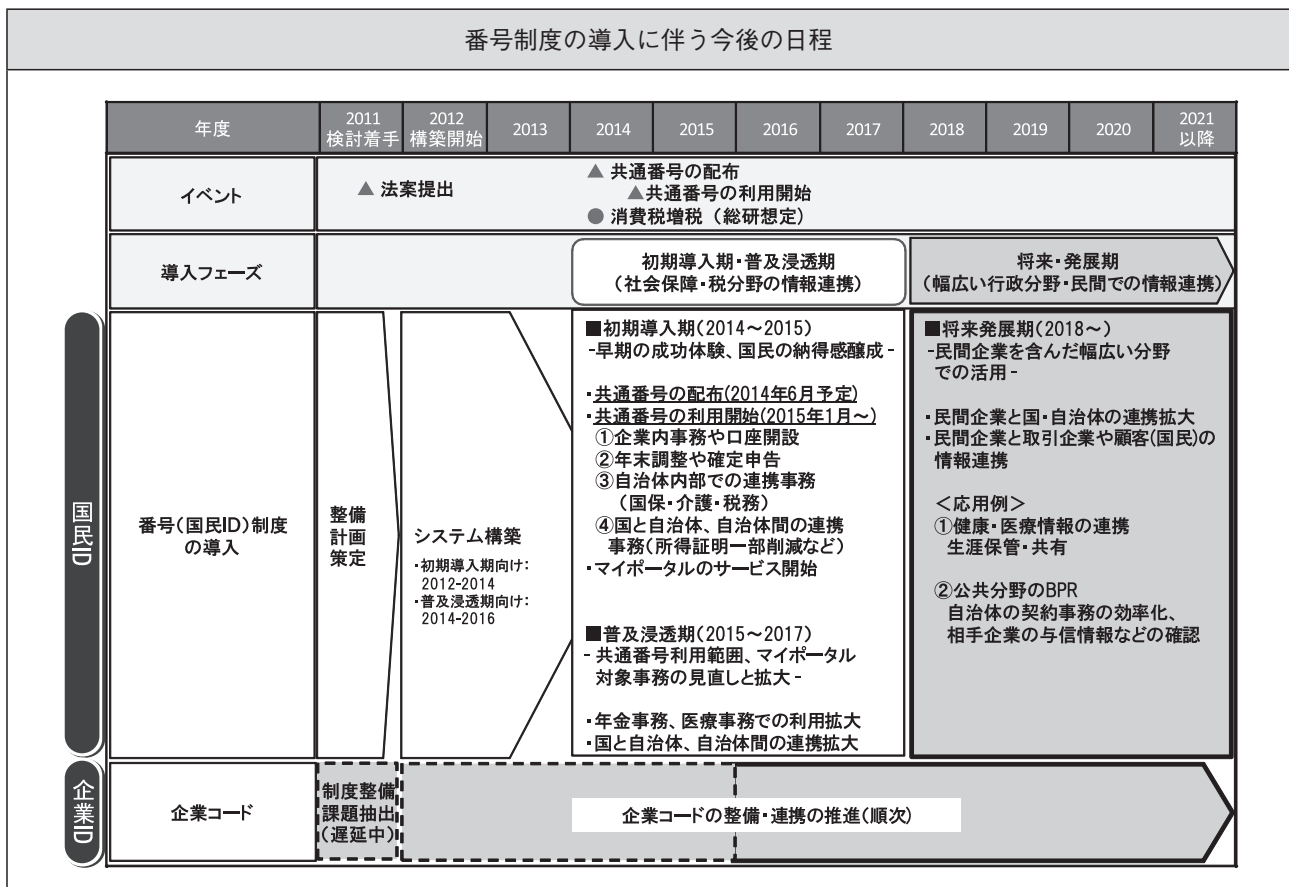 番号制度の導入に伴う今後の日程
年度
2011
検討着手
2012
構築開始
2013
2014
2015
2016
2017
2018
2019
2020
2021
以降
イベント
▲ 法案提出
▲ 共通番号の配布
▲共通番号の利用開始
● 消費税増税（総研想定）
導入フェーズ
初期導入期・普及浸透期
（社会保障・税分野の情報連携）
将来・発展期
（幅広い行政分野・民間での情報連携）
国民ID
番号（国民ID）制度
の導入
整備
計画
策定
システム構築
・初期導入期向け：
2012-2014
・普及浸透期向け：
2014-2016
■初期導入期（2014～2015）
-早期の成功体験、国民の納得感醸成-
・共通番号の配布(2014年6月予定)
・共通番号の利用開始(2015年1月～)
①企業内事務や口座開設
②年末調整や確定申告
③自治体内部での連携事務
（国保・介護・税務）
④国と自治体、自治体間の連携
事務（所得証明一部削減など）
・マイポータルのサービス開始
■普及浸透期（2015～2017）
- 共通番号利用範囲、マイポータル
対象事務の見直しと拡大-
・年金事務、医療事務での利用拡大
・国と自治体、自治体間の連携拡大
■将来発展期（2018～）
-民間企業を含んだ幅広い分野
での活用-
・民間企業と国・自治体の連携拡大
・民間企業と取引企業や顧客(国民)の
情報連携
＜応用例＞
①健康・医療情報の連携
生涯保管・共有
②公共分野のBPR
自治体の契約事務の効率化、
相手企業の与信情報などの確認
企業ID
企業コード
制度整備
課題抽出
（遅延中）
企業コードの整備・連携の推進（順次）